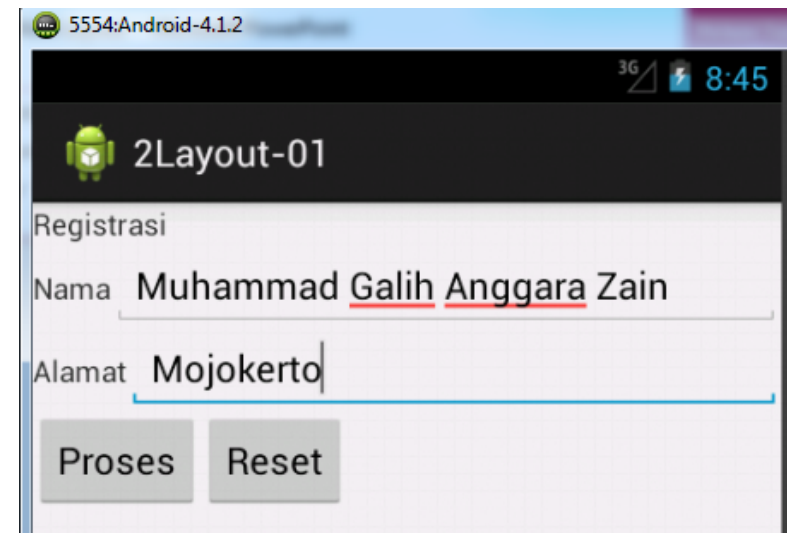 5554:Android-4.1.2
3G 8:45
2Layout-01
Registrasi
Nama Muhammad Galih Anggara Zain
Alamat Mojokerto
Proses Reset